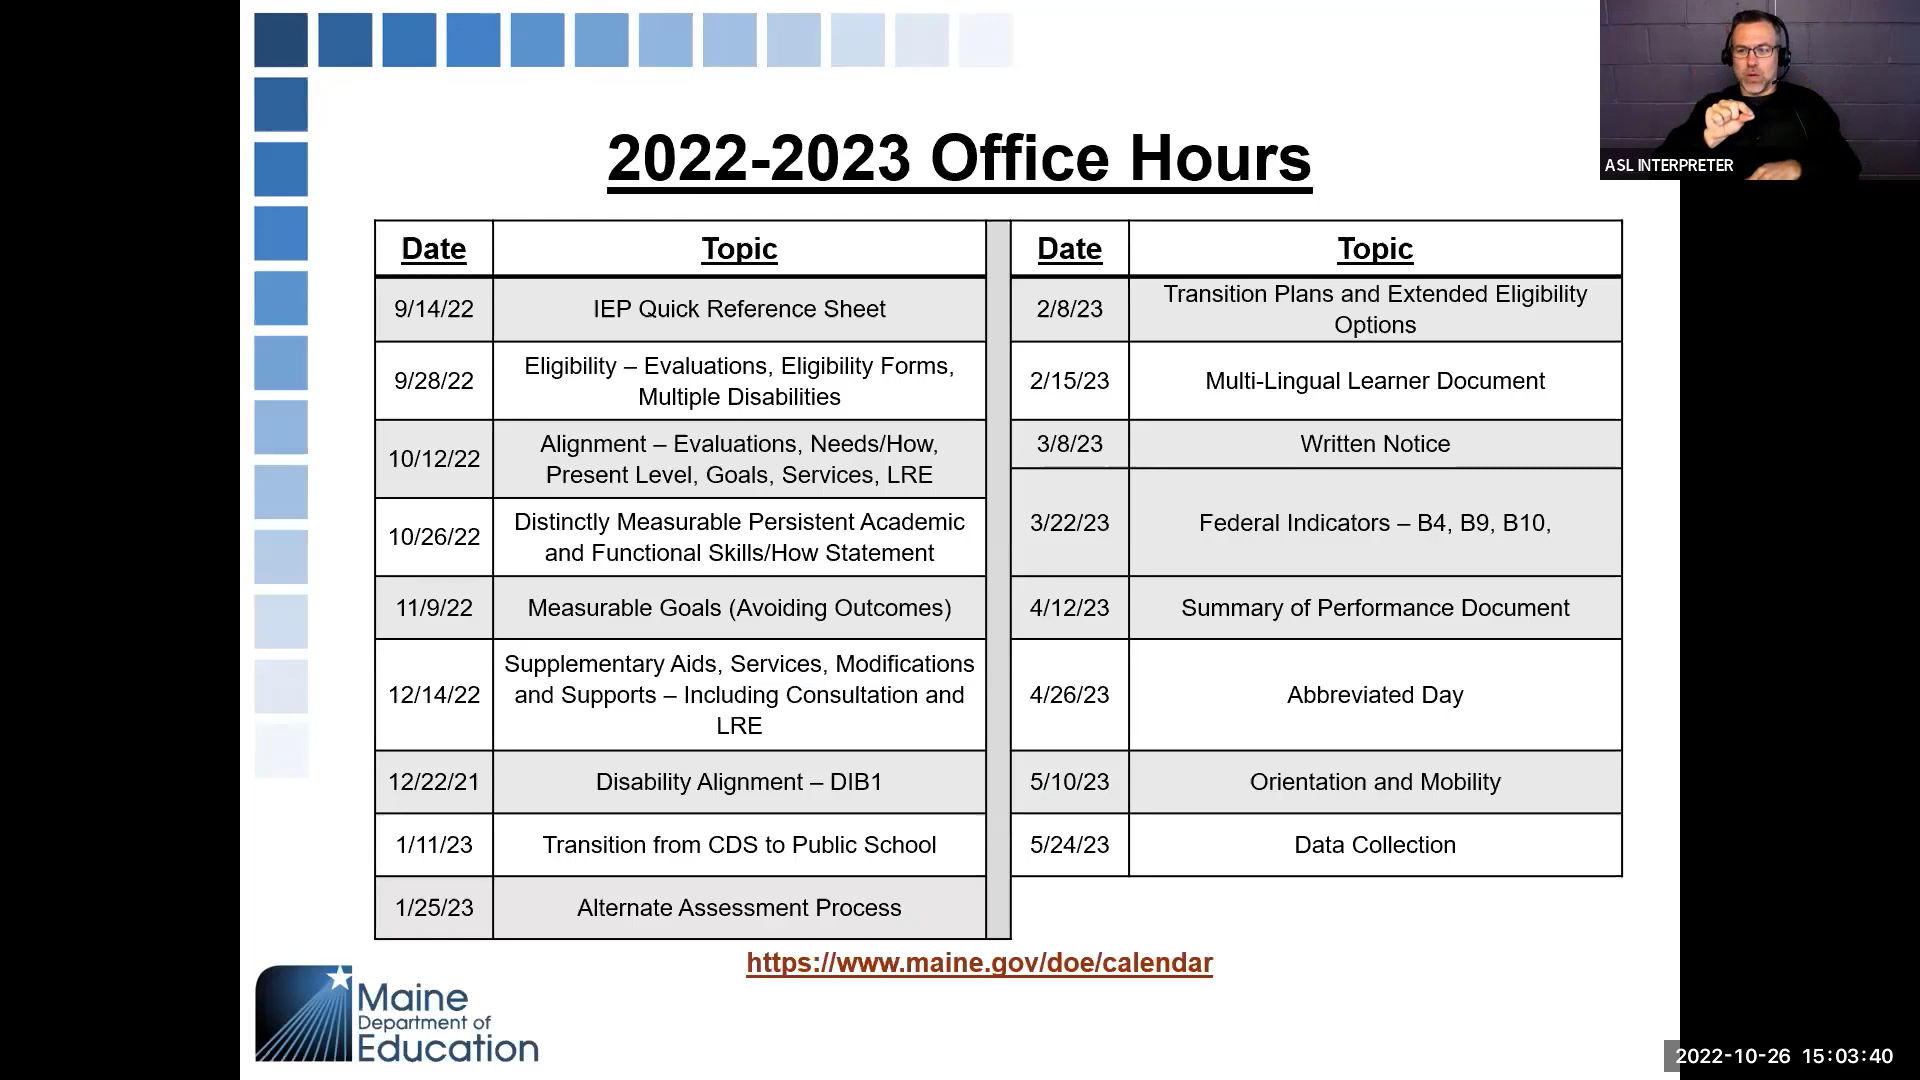 2022-2023 Office Hours
ASL INTERPRETER
Date
Topic
9/14/22
IEP Quick Reference Sheet
9/28/22
Eligibility – Evaluations, Eligibility Forms,
Multiple Disabilities
10/12/22
Alignment – Evaluations, Needs/How,
Present Level, Goals, Services, LRE
10/26/22
Distinctly Measurable Persistent Academic
and Functional Skills/How Statement
11/9/22
Measurable Goals (Avoiding Outcomes)
12/14/22
Supplementary Aids, Services, Modifications
and Supports – Including Consultation and
LRE
12/22/21
Disability Alignment – DIB1
1/11/23
Transition from CDS to Public School
1/25/23
Alternate Assessment Process
Date
Topic
2/8/23
Transition Plans and Extended Eligibility
Options
2/15/23
Multi-Lingual Learner Document
3/8/23
Written Notice
3/22/23
Federal Indicators – B4, B9, B10,
4/12/23
Summary of Performance Document
4/26/23
Abbreviated Day
5/10/23
Orientation and Mobility
5/24/23
Data Collection
https://www.maine.gov/doe/calendar
Maine
Department of
Education
2022-10-26 15:03:40